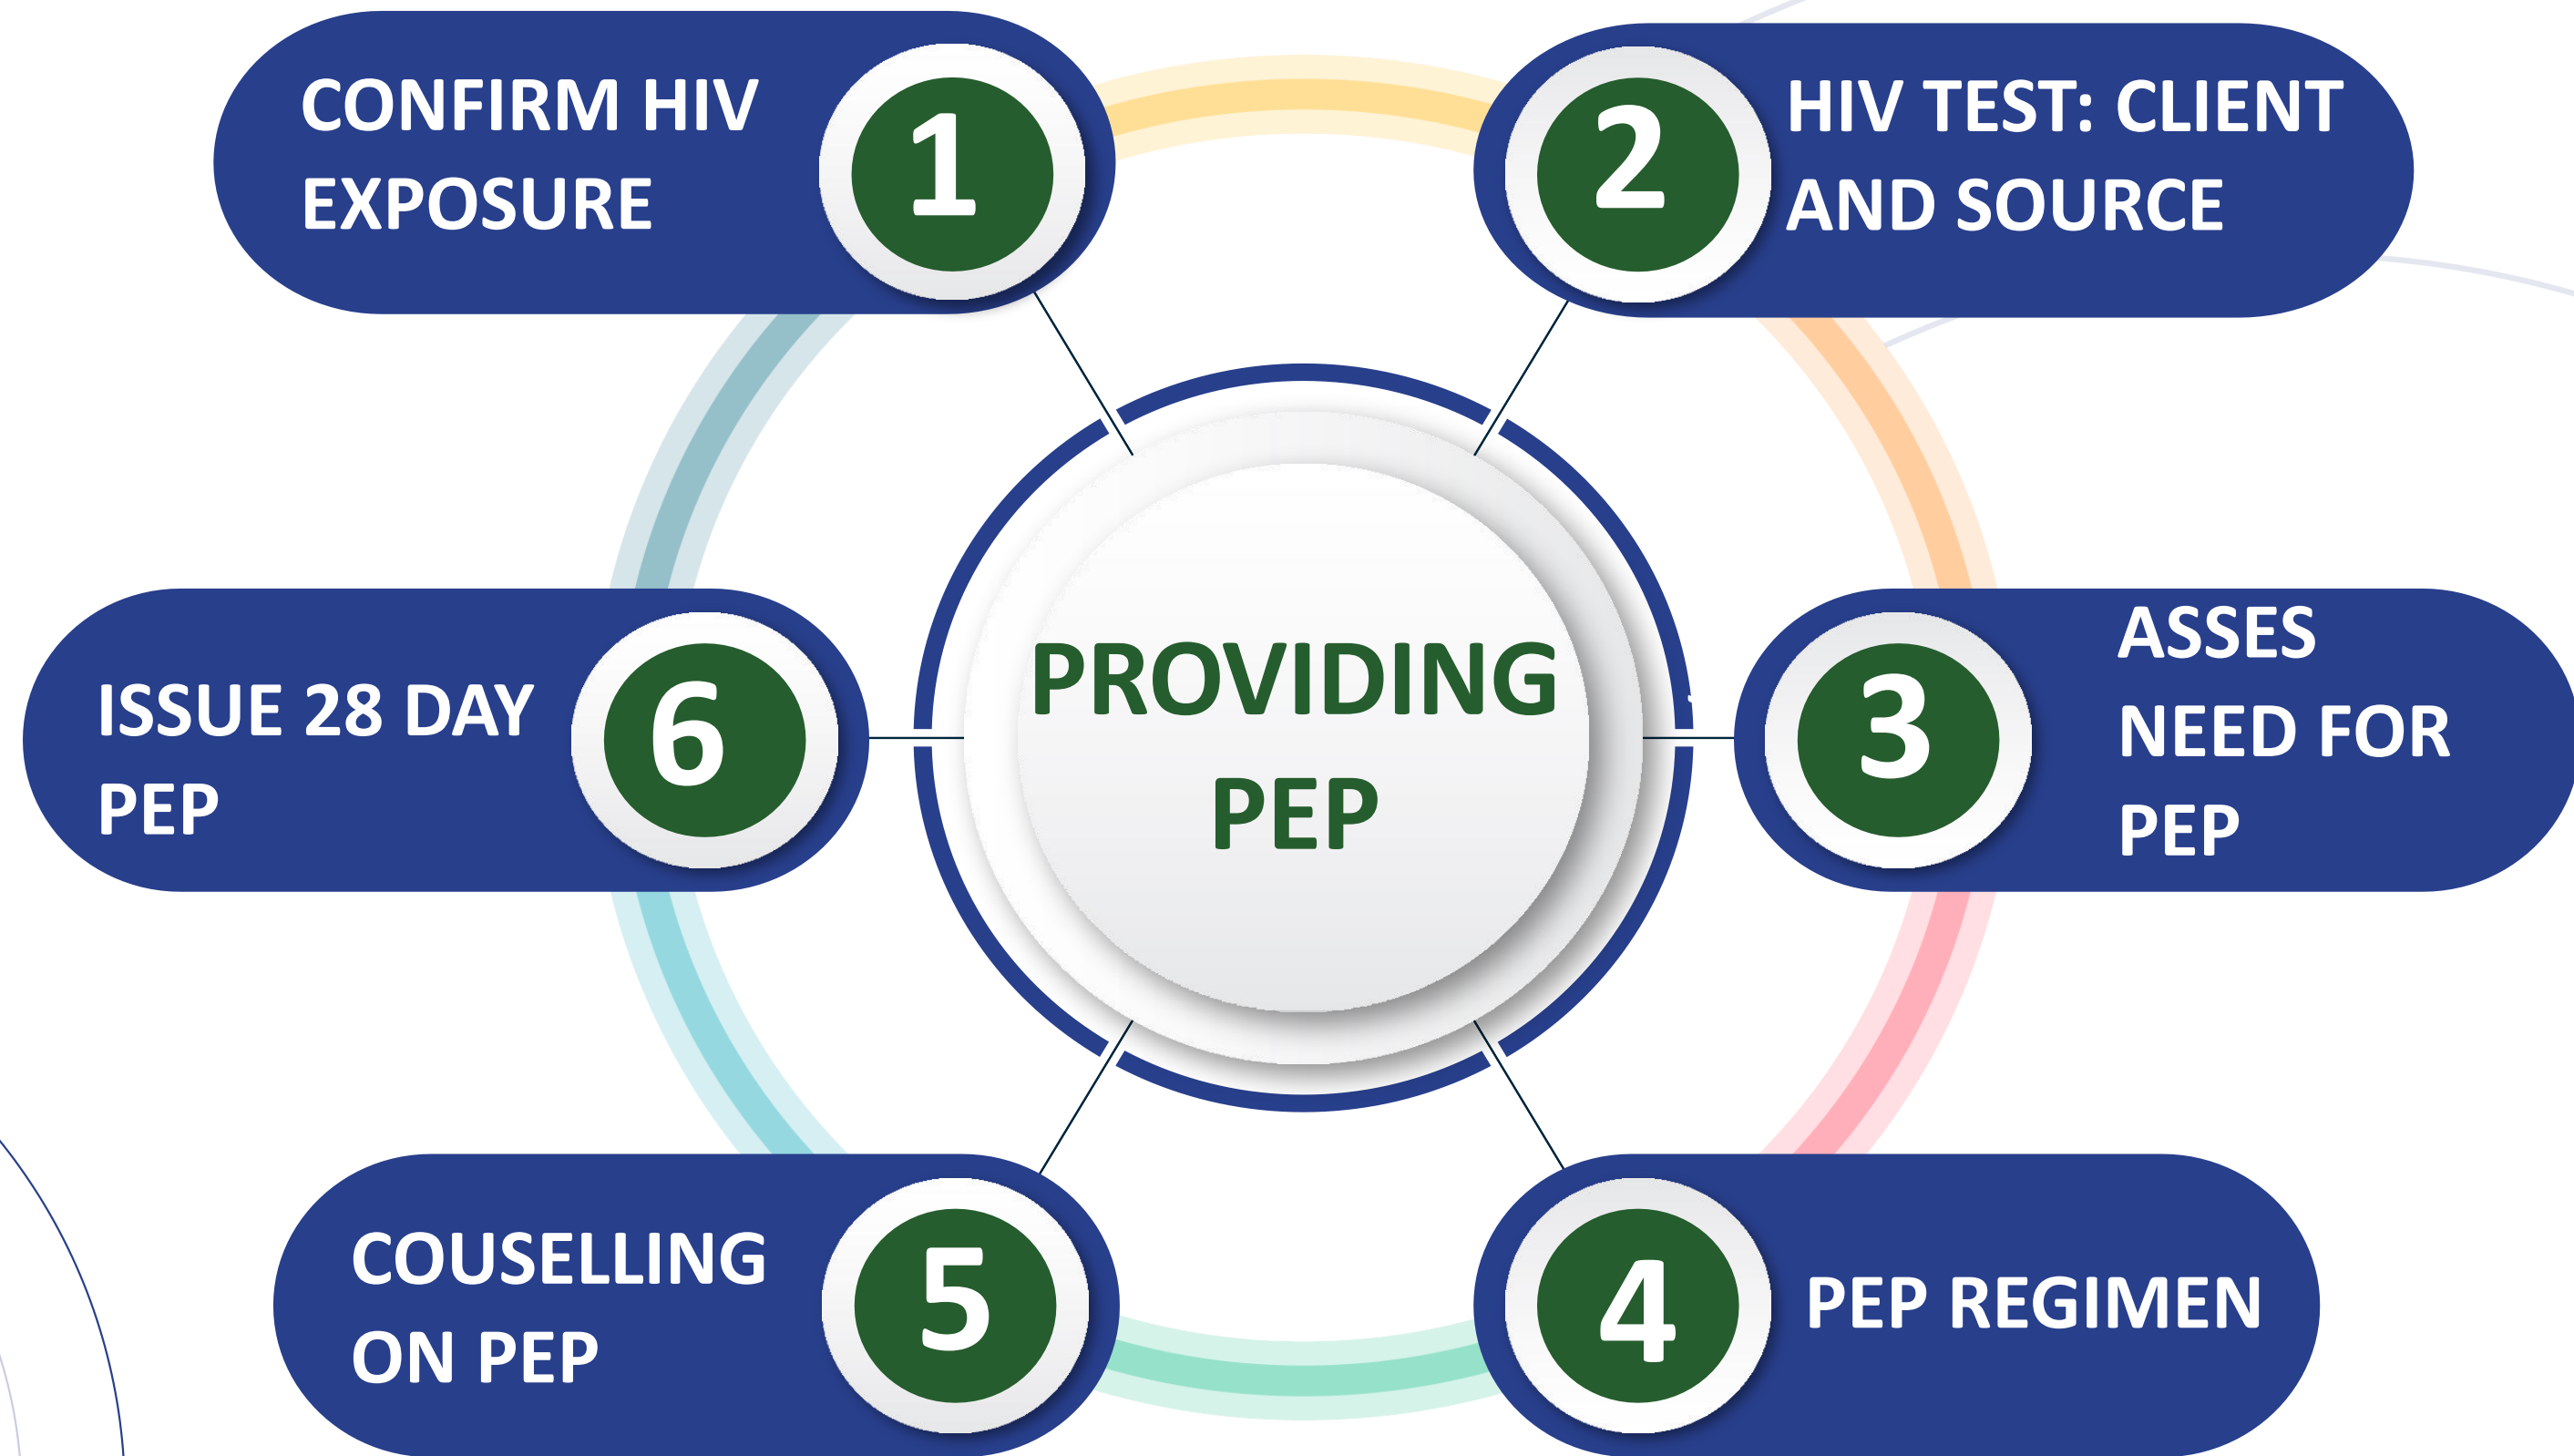 CONFIRM HIV
EXPOSURE
1
2
HIV TEST: CLIENT
AND SOURCE
3
ASSES
NEED FOR
PEP
4
PEP REGIMEN
5
COUSELLING
ON PEP
6
ISSUE 28 DAY
PEP
PROVIDING
PEP